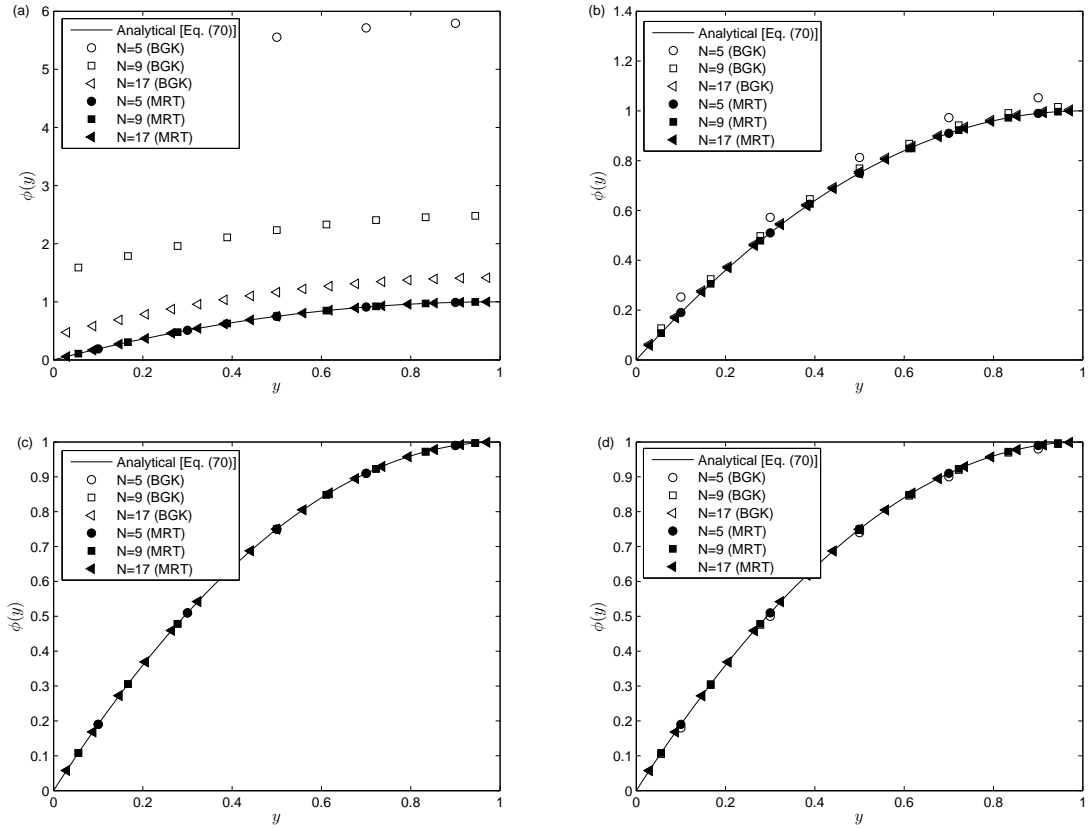 (a)
Analytical [Eq. (70)]
N=5 (BGK)
N=9 (BGK)
N=17 (BGK)
N=5 (MRT)
N=9 (MRT)
N=17 (MRT)
6
5
4
3
2
1
0
ϕ(y)
0 0.2 0.4 0.6 0.8 1
y
(b)
Analytical [Eq. (70)]
N=5 (BGK)
N=9 (BGK)
N=17 (BGK)
N=5 (MRT)
N=9 (MRT)
N=17 (MRT)
1.4
1.2
1
0.8
0.6
0.4
0.2
0
ϕ(y)
0 0.2 0.4 0.6 0.8 1
y
(c)
Analytical [Eq. (70)]
N=5 (BGK)
N=9 (BGK)
N=17 (BGK)
N=5 (MRT)
N=9 (MRT)
N=17 (MRT)
1
0.9
0.8
0.7
0.6
0.5
0.4
0.3
0.2
0.1
0
ϕ(y)
0 0.2 0.4 0.6 0.8 1
y
(d)
Analytical [Eq. (70)]
N=5 (BGK)
N=9 (BGK)
N=17 (BGK)
N=5 (MRT)
N=9 (MRT)
N=17 (MRT)
1
0.9
0.8
0.7
0.6
0.5
0.4
0.3
0.2
0.1
0
ϕ(y)
0 0.2 0.4 0.6 0.8 1
y